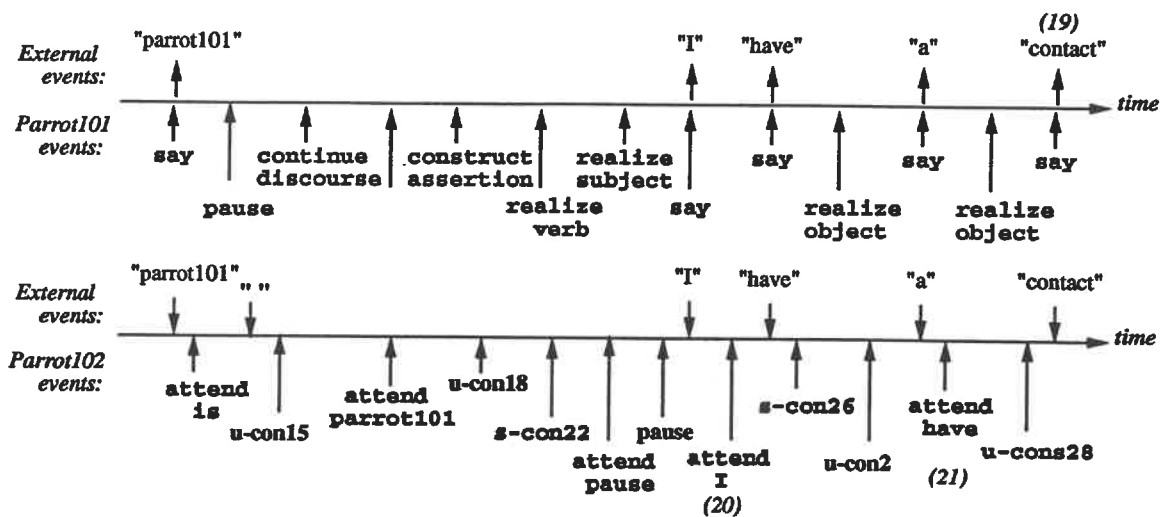 (19)
"parrot101" "I" "have" "a" "contact"
External
events:
time
Parrot101
events:
say continue construct realize say say say
discourse assertion subject
pause realize say realize realize
verb object object
"parrot101" " " "I" "have" "a" "contact"
External
events:
time
Parrot102
events:
attend attend u-con18 s-con26 attend
is parrot101 have
u-con15 s-con22 pause u-con2 u-cons28
attend attend (21)
pause I
(20)